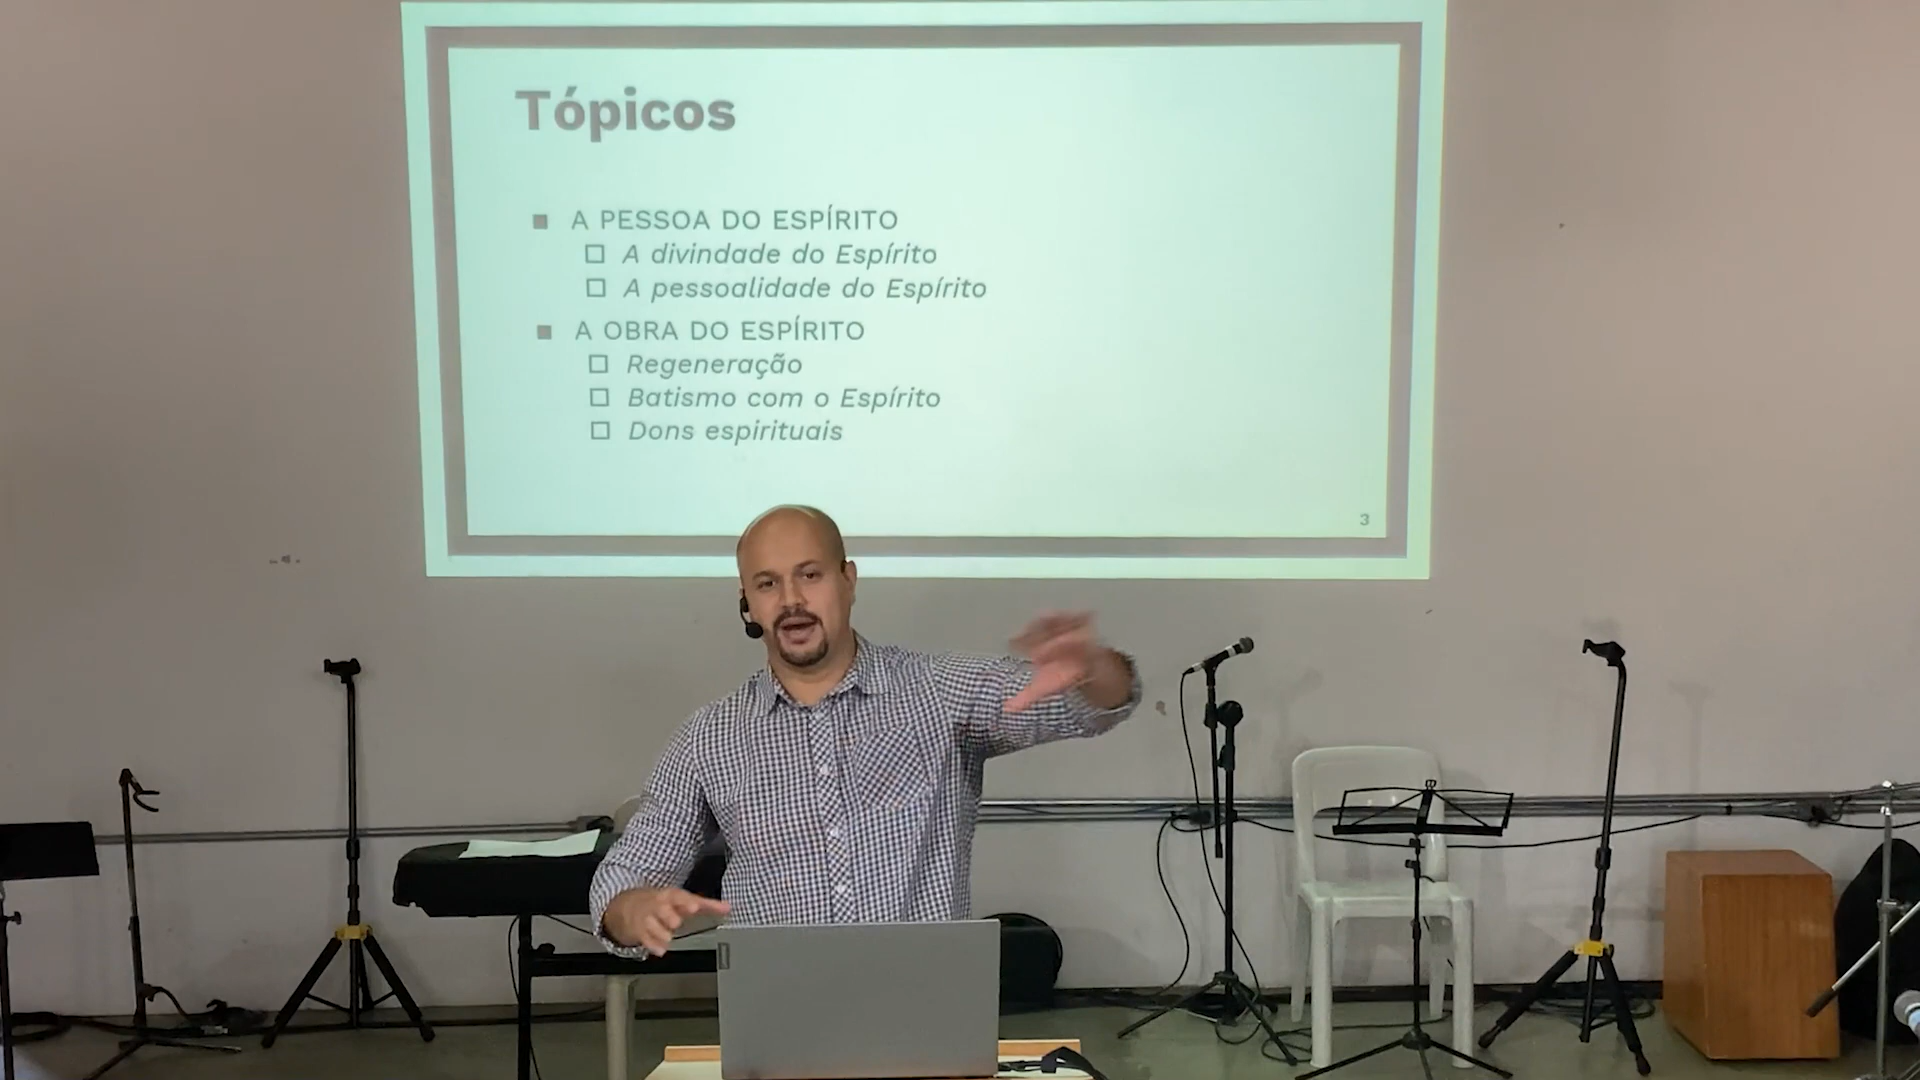 Tópicos
A PESSOA DO ESPÍRITO
A divindade do Espírito
A pessoalidade do Espírito
A OBRA DO ESPÍRITO
Regeneração
Batismo com o Espírito
Dons espirituais
3